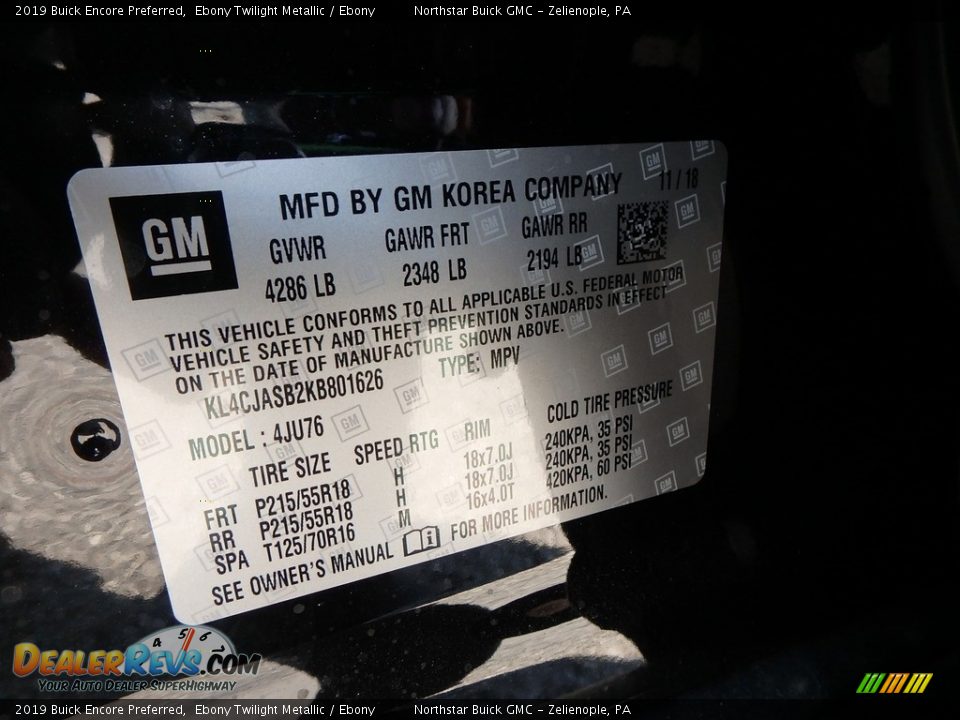 2019 Buick Encore Preferred, Ebony Twilight Metallic / Ebony Northstar Buick GMC - Zelienople, PA
GM
MFD BY GM KOREA COMPANY 11 / 18
GVWR GAWR FRT GAWR RR
4286 LB 2348 LB 2194 LB
THIS VEHICLE CONFORMS TO ALL APPLICABLE U.S. FEDERAL MOTOR
VEHICLE SAFETY AND THEFT PREVENTION STANDARDS IN EFFECT
ON THE DATE OF MANUFACTURE SHOWN ABOVE.
KL4CJASB2KB801626 TYPE: MPV
MODEL : 4JU76
TIRE SIZE SPEED RTG RIM COLD TIRE PRESSURE
FRT P215/55R18 H 18x7.0J 240KPA, 35 PSI
RR P215/55R18 H 18x7.0J 240KPA, 35 PSI
SPA T125/70R16 M 16x4.0T 420KPA, 60 PSI
SEE OWNER'S MANUAL FOR MORE INFORMATION.
4 5 6
DEALERREVS.COM
YOUR AUTO DEALER SUPERHIGHWAY
2019 Buick Encore Preferred, Ebony Twilight Metallic / Ebony Northstar Buick GMC - Zelienople, PA